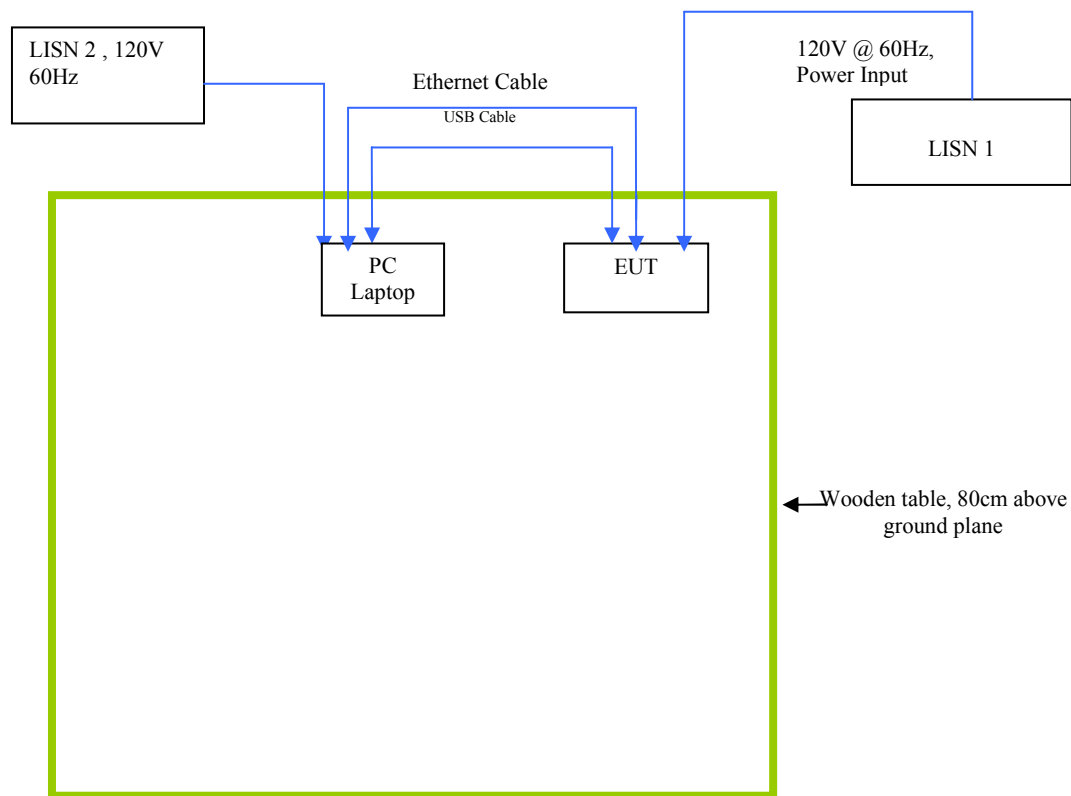 LISN 2 , 120V
60Hz
Ethernet Cable
USB Cable
120V @ 60Hz,
Power Input
LISN 1
PC
Laptop
EUT
Wooden table, 80cm above
ground plane